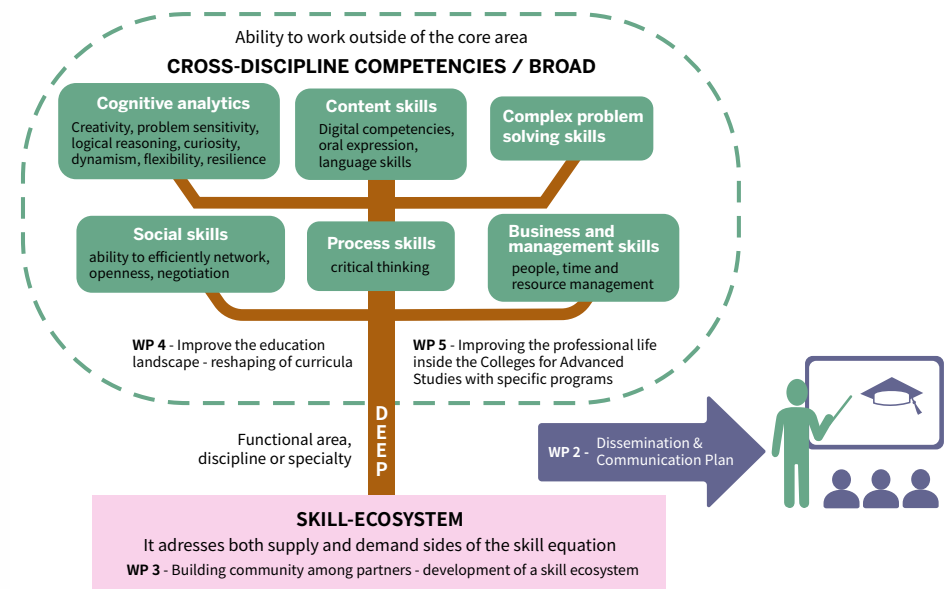 Ability to work outside of the core area
CROSS-DISCIPLINE COMPETENCIES / BROAD
Cognitive analytics
Creativity, problem sensitivity,
logical reasoning, curiosity,
dynamism, flexibility, resilience
Content skills
Digital competencies,
oral expression,
language skills
Complex problem
solving skills
Social skills
ability to efficiently network,
openness, negotiation
Process skills
critical thinking
Business and
management skills
people, time and
resource management
WP 4 - Improve the education
landscape - reshaping of curricula
WP 5 - Improving the professional life
inside the Colleges for Advanced
Studies with specific programs
D
E
E
P
Functional area,
discipline or specialty
WP 2 - Dissemination &
Communication Plan
SKILL-ECOSYSTEM
It adresses both supply and demand sides of the skill equation
WP 3 - Building community among partners - development of a skill ecosystem